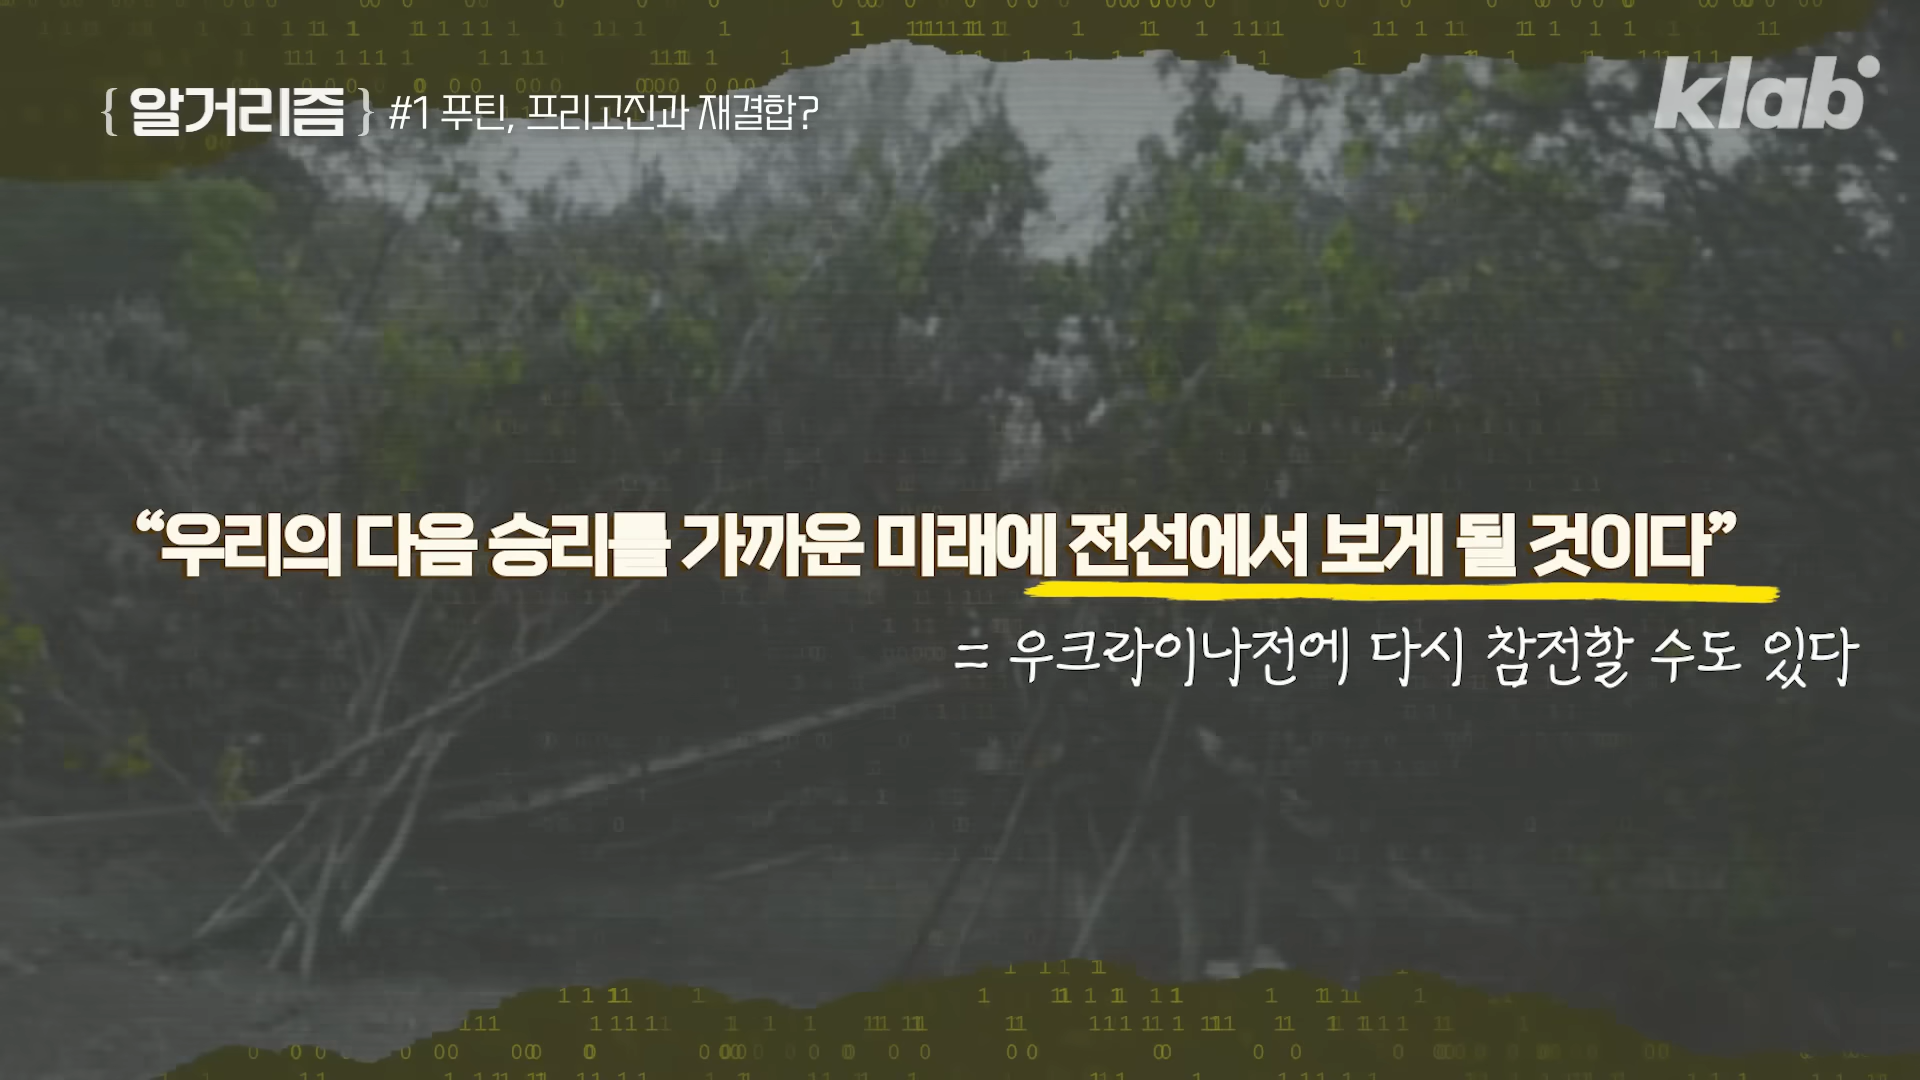 { 알거리즘 } #1 푸틴, 프리고진과 재결합?
klab
“우리의 다음 승리를 가까운 미래에 전선에서 보게 될 것이다”
= 우크라이나전에 다시 참전할 수도 있다